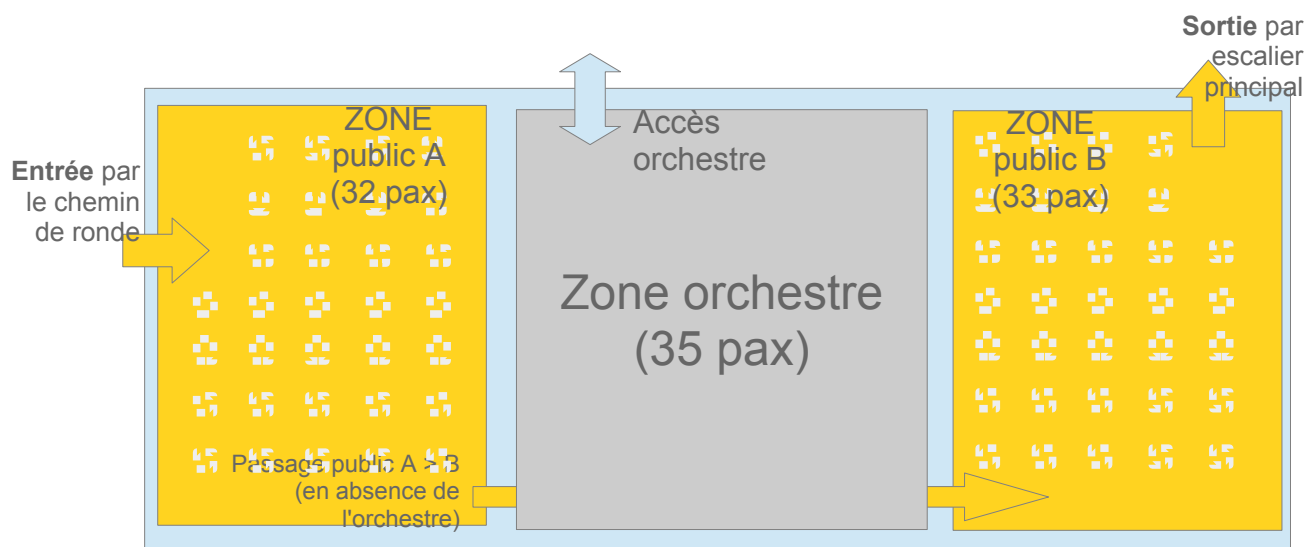 Sortie par
escalier
principal
ZONE
public A
(32 pax)
Accès
orchestre
ZONE
public B
(33 pax)
Entrée par
le chemin
de ronde
Zone orchestre
(35 pax)
Passage public A > B
(en absence de
l'orchestre)